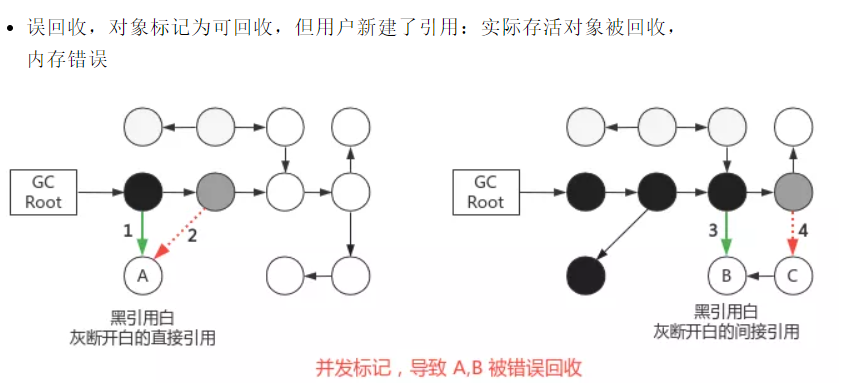 • 误回收，对象标记为可回收，但用户新建了引用：实际存活对象被回收，
内存错误
GC
Root
1
2
A
黑引用白
灰断开白的直接引用
GC
Root
3
4
B
C
黑引用白
灰断开白的间接引用
并发标记，导致 A,B 被错误回收